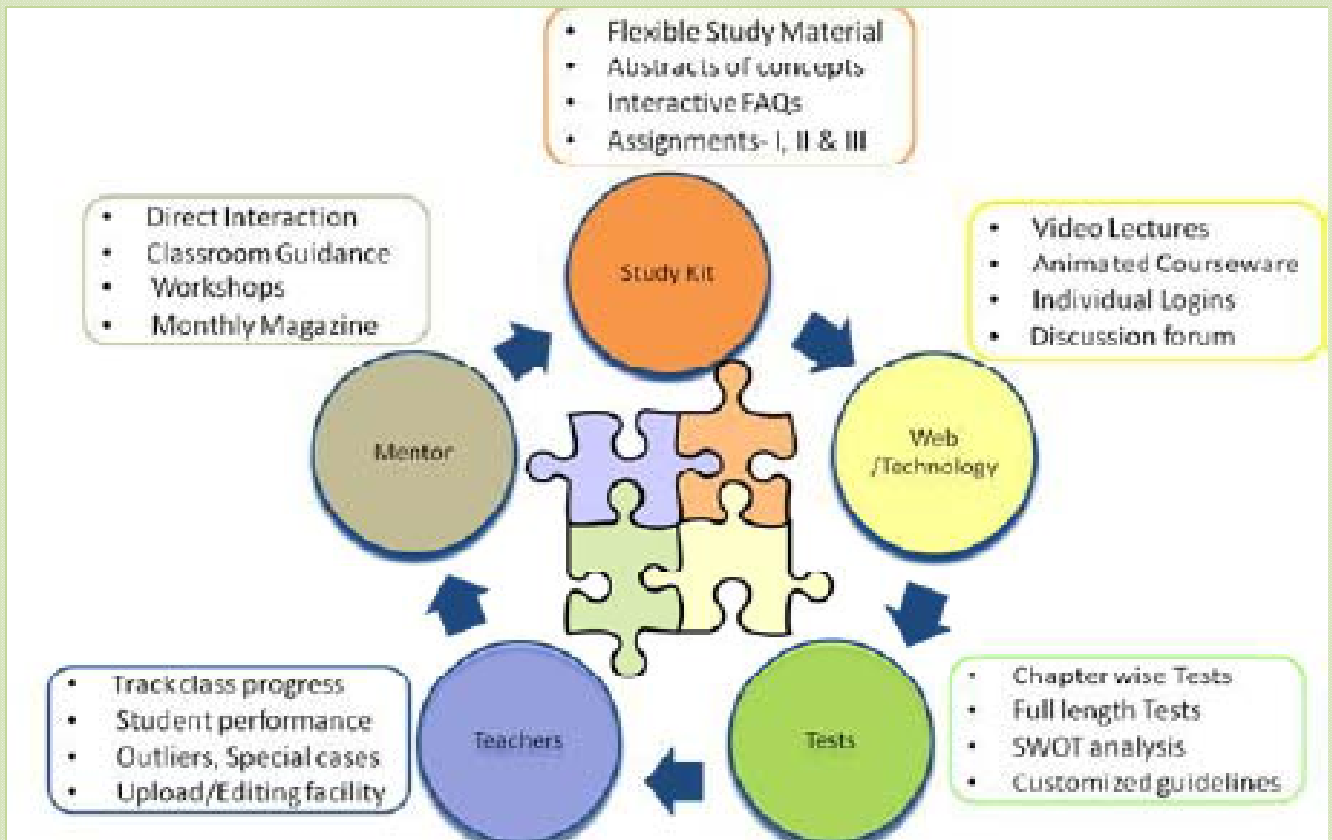 • Flexible Study Material
• Abstracts of concepts
• Interactive FAQs
• Assignments- I, II & III
Study Kit
• Direct Interaction
• Classroom Guidance
• Workshops
• Monthly Magazine
Mentor
• Video Lectures
• Animated Courseware
• Individual Logins
• Discussion forum
Web
/Technology
• Chapter wise Tests
• Full length Tests
• SWOT analysis
• Customized guidelines
Tests
• Track class progress
• Student performance
• Outliers, Special cases
• Upload/Editing facility
Teachers